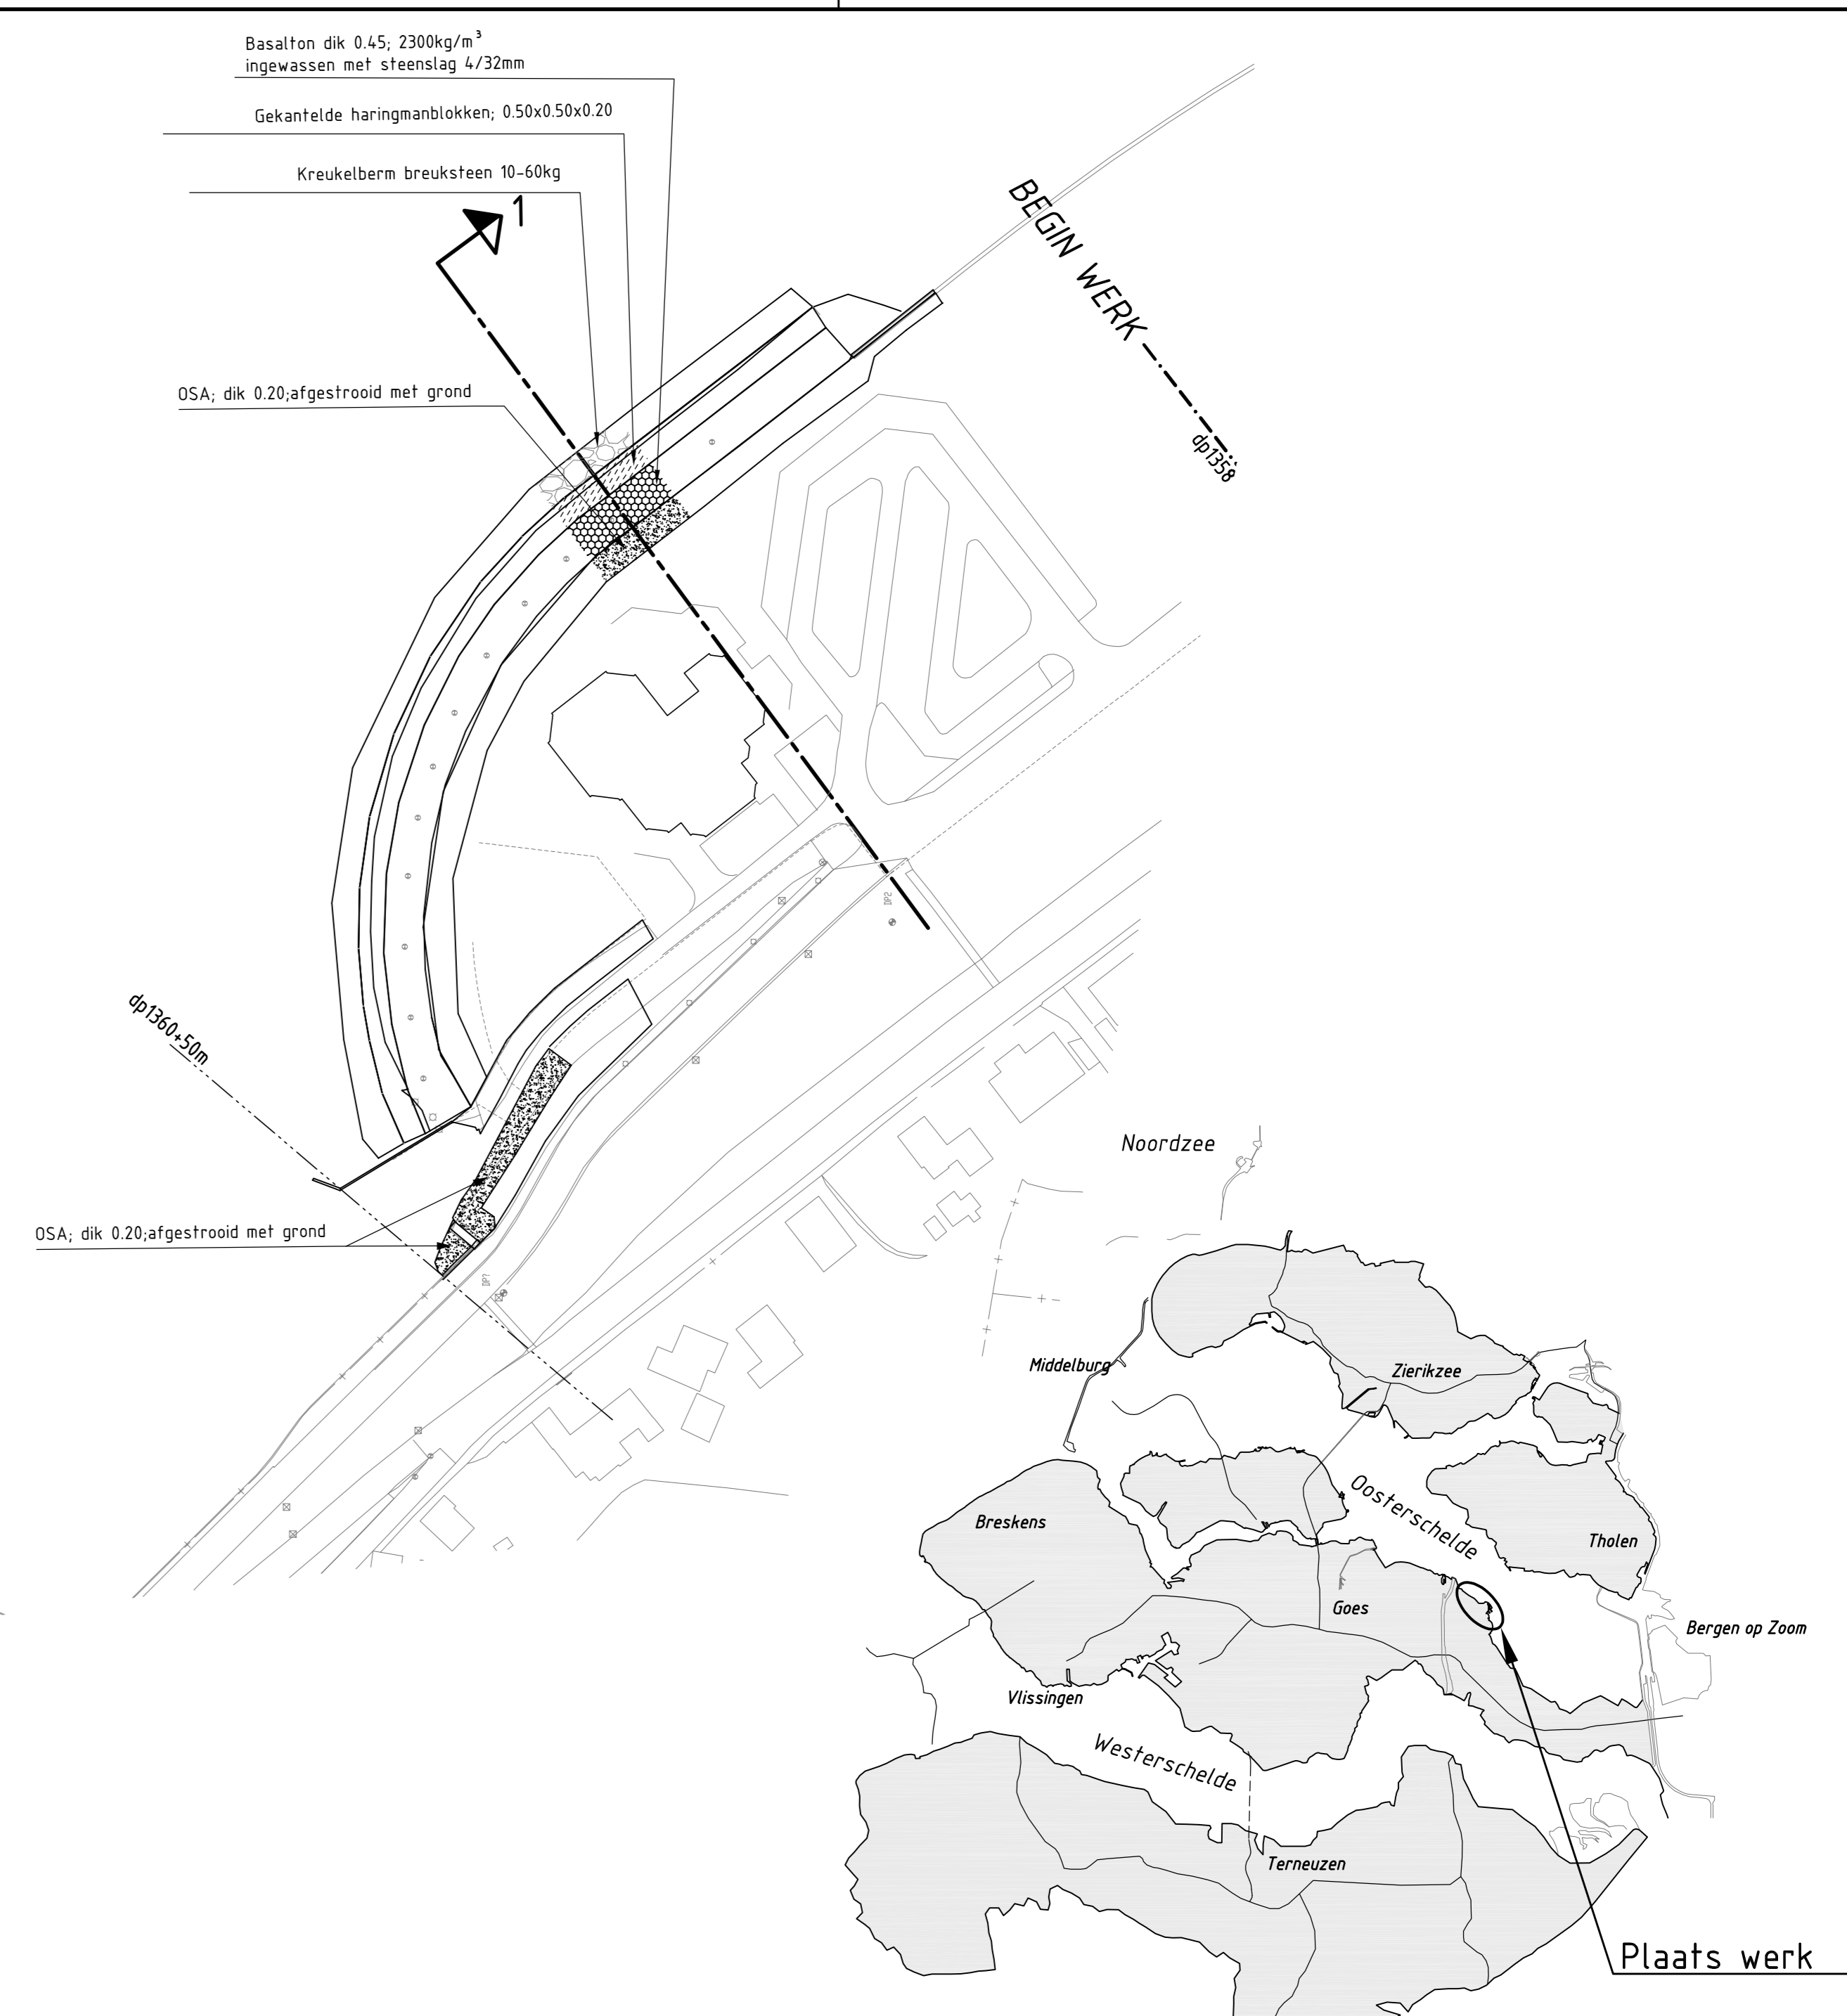 Basalton dik 0.45; 2300kg/m³
ingewassen met steenslag 4/32mm
Gekantelde haringmanblokken; 0.50x0.50x0.20
Kreukelberm breuksteen 10-60kg
1
BEGIN WERK
OSA; dik 0.20;afgestrooid met grond
dp1358
dp1360+50m
OSA; dik 0.20;afgestrooid met grond
Noordzee
Middelburg
Zierikzee
Oosterschelde
Breskens
Tholen
Goes
Bergen op Zoom
Vlissingen
Westerschelde
Terneuzen
Plaats werk